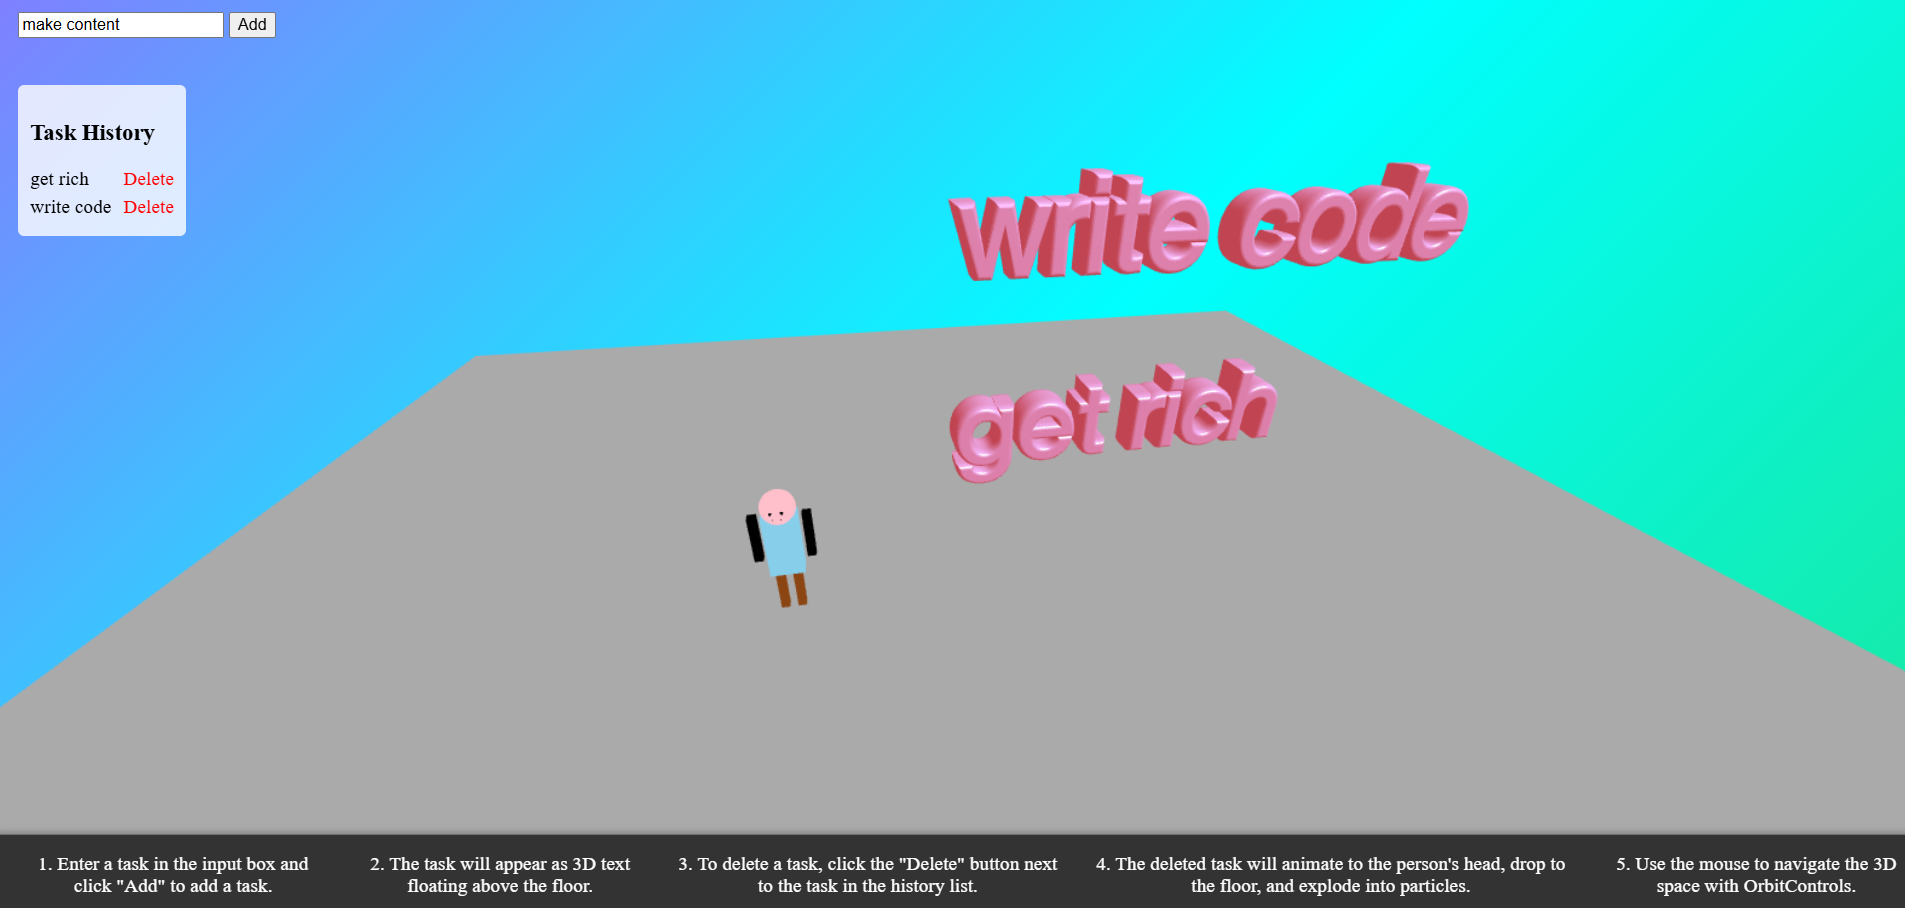 make content Add
Task History
get rich Delete
write code Delete
write code
get rich
1. Enter a task in the input box and
click "Add" to add a task.
2. The task will appear as 3D text
floating above the floor.
3. To delete a task, click the "Delete" button next
to the task in the history list.
4. The deleted task will animate to the person's head, drop to
the floor, and explode into particles.
5. Use the mouse to navigate the 3D
space with OrbitControls.